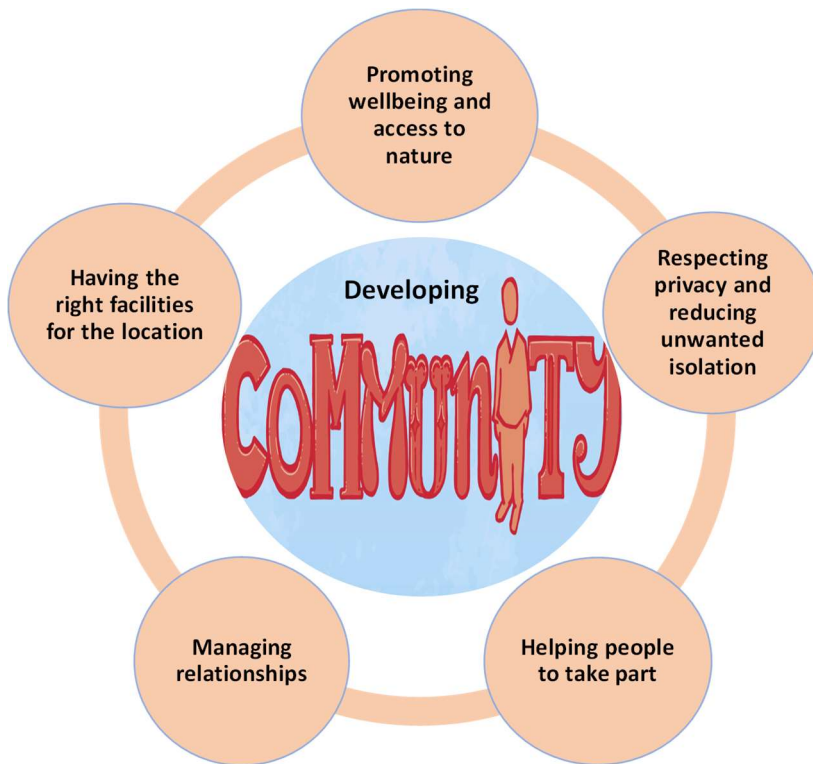 Promoting
wellbeing and
access to
nature
Respecting
privacy and
reducing
unwanted
isolation
Helping people
to take part
Managing
relationships
Having the
right facilities
for the location
Developing
COMMUNITY